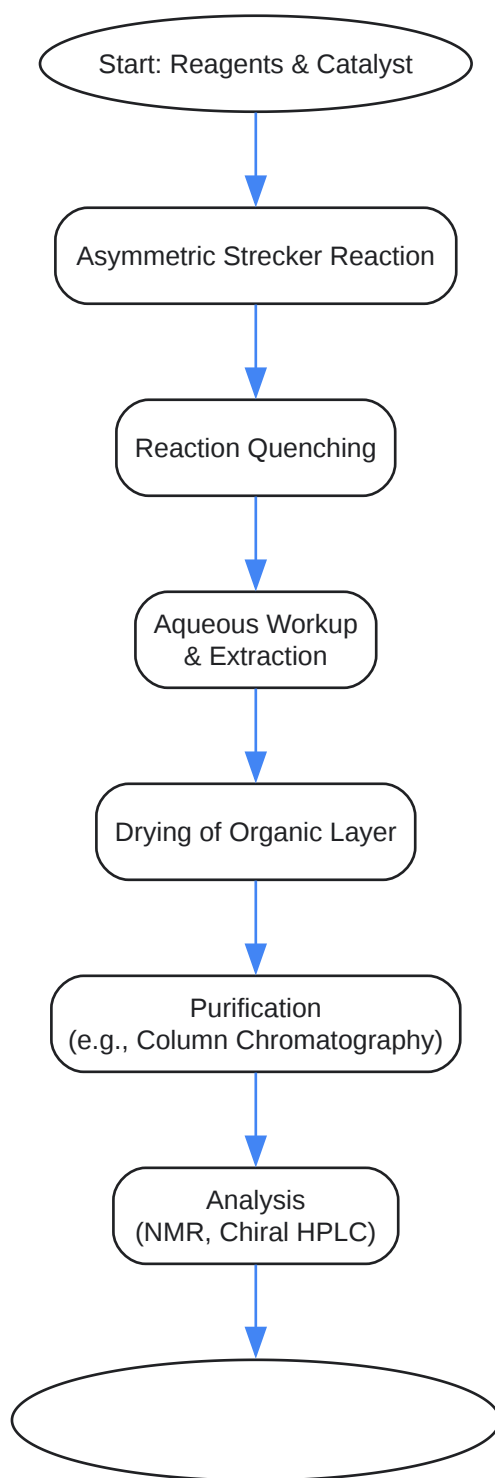 Start: Reagents & Catalyst
Asymmetric Strecker Reaction
Reaction Quenching
Aqueous Workup
& Extraction
Drying of Organic Layer
Purification
(e.g., Column Chromatography)
Analysis
(NMR, Chiral HPLC)